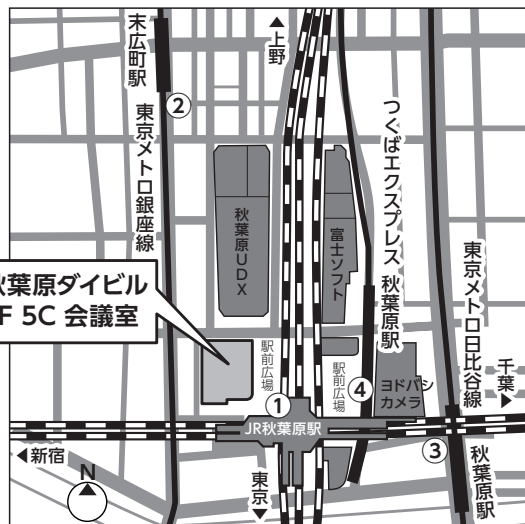 ▲上野
末広町駅
②
東京メトロ銀座線
つくばエクスプレス 秋葉原駅
秋葉原UDX
富士ソフト
秋葉原ダイビル
F 5C 会議室
駅前広場
駅前広場
東京メトロ日比谷線
千葉▶
①
④
ヨドバシ
カメラ
JR秋葉原駅
③
◀新宿
N
東京▼
秋葉原駅